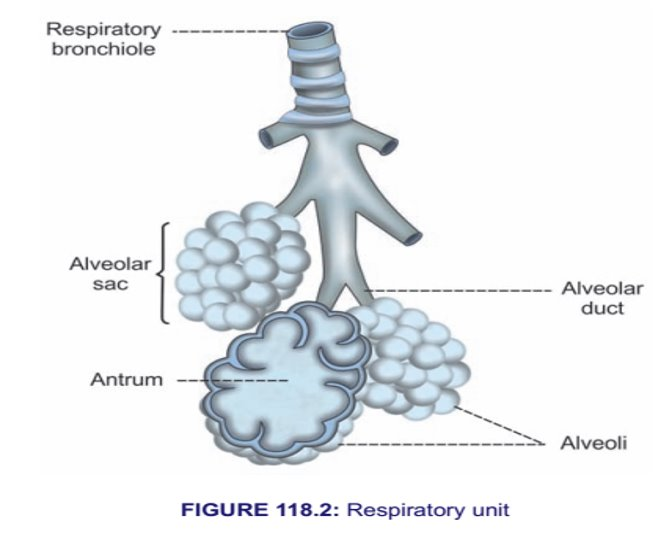 Respiratory
bronchiole
Alveolar
sac
Alveolar
duct
Antrum
Alveoli
FIGURE 118.2: Respiratory unit